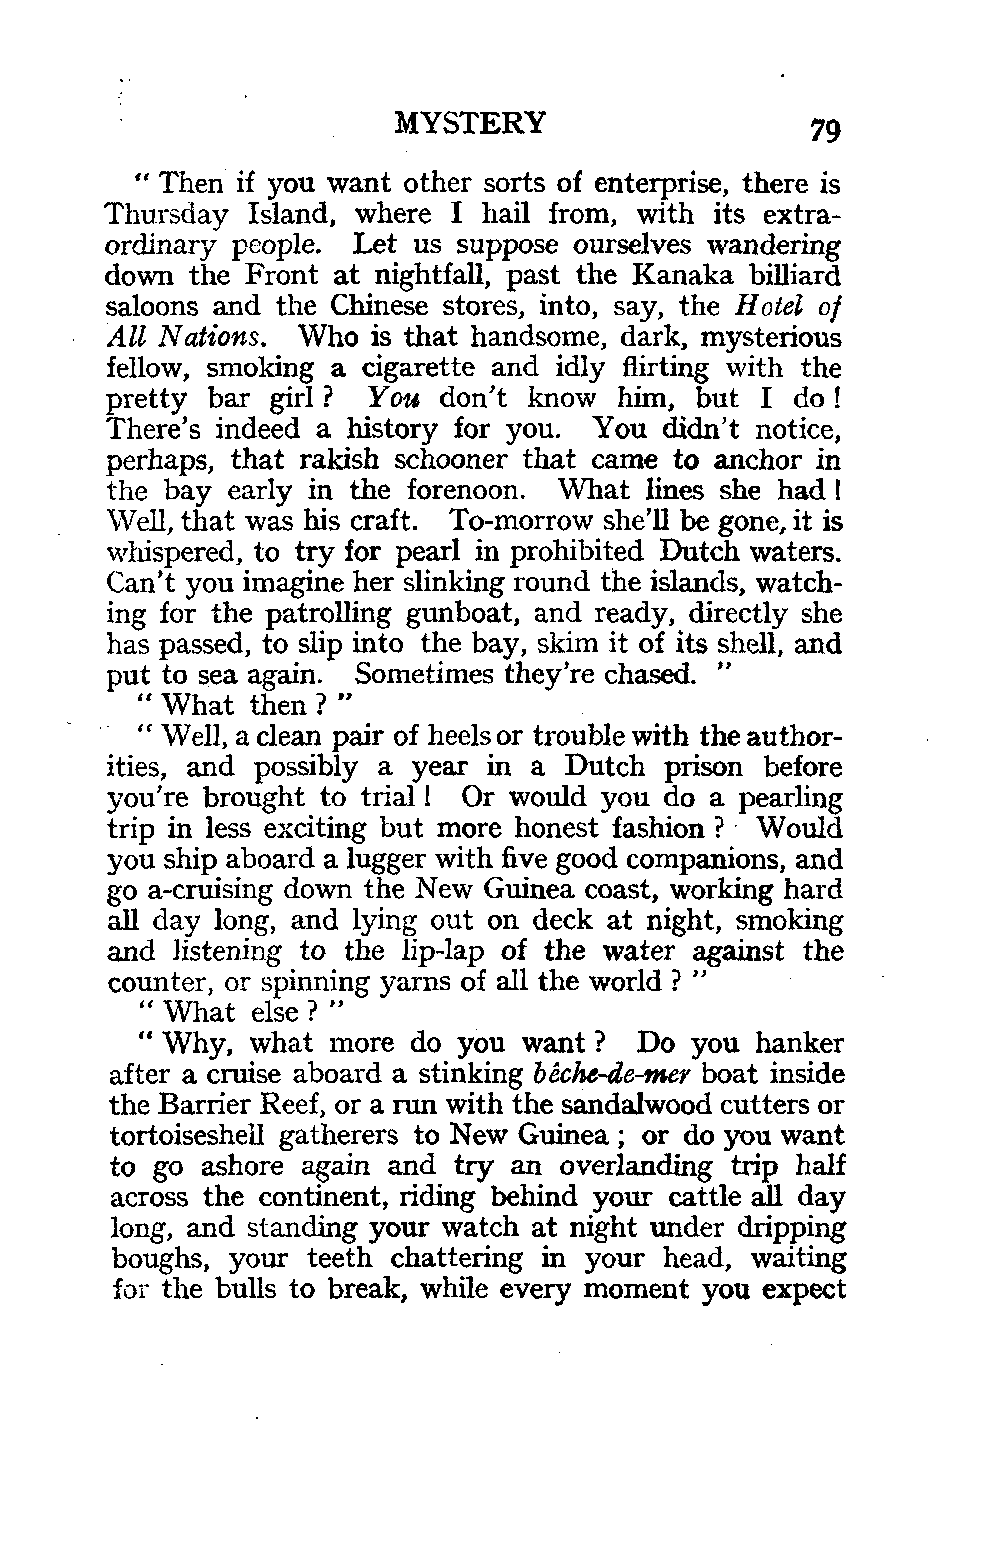 MYSTERY 79
“ Then if you want other sorts of enterprise, there is
Thursday Island, where I hail from, with its extra-
ordinary people. Let us suppose ourselves wandering
down the Front at nightfall, past the Kanaka billiard
saloons and the Chinese stores, into, say, the Hotel of
All Nations. Who is that handsome, dark, mysterious
fellow, smoking a cigarette and idly flirting with the
pretty bar girl ? You don't know him, but I do !
There's indeed a history for you. You didn't notice,
perhaps, that rakish schooner that came to anchor in
the bay early in the forenoon. What lines she had !
Well, that was his craft. To-morrow she'll be gone, it is
whispered, to try for pearl in prohibited Dutch waters.
Can't you imagine her slinking round the islands, watch-
ing for the patrolling gunboat, and ready, directly she
has passed, to slip into the bay, skim it of its shell, and
put to sea again. Sometimes they're chased. ”
“ What then ? ”
“ Well, a clean pair of heels or trouble with the author-
ities, and possibly a year in a Dutch prison before
you're brought to trial ! Or would you do a pearling
trip in less exciting but more honest fashion ? Would
you ship aboard a lugger with five good companions, and
go a-cruising down the New Guinea coast, working hard
all day long, and lying out on deck at night, smoking
and listening to the lip-lap of the water against the
counter, or spinning yarns of all the world ? ”
“ What else ? ”
“ Why, what more do you want ? Do you hanker
after a cruise aboard a stinking bêche-de-mer boat inside
the Barrier Reef, or a run with the sandalwood cutters or
tortoiseshell gatherers to New Guinea ; or do you want
to go ashore again and try an overlanding trip half
across the continent, riding behind your cattle all day
long, and standing your watch at night under dripping
boughs, your teeth chattering in your head, waiting
for the bulls to break, while every moment you expect